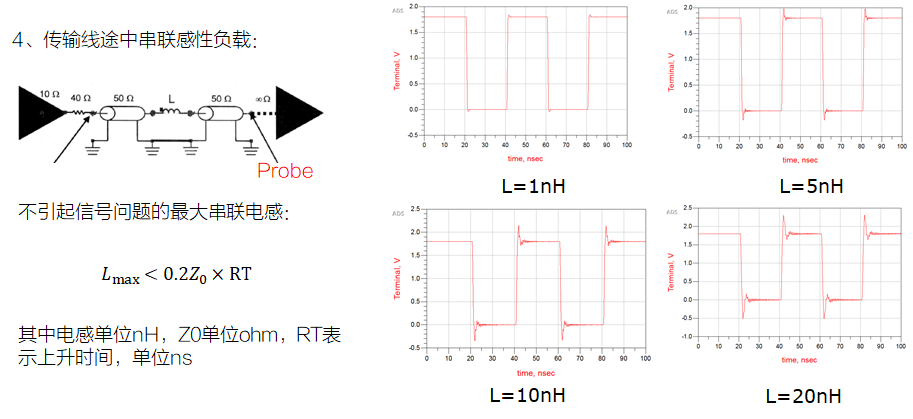 4、传输线途中串联感性负载：
10 Ω 40 Ω 50 Ω L 50 Ω ∞Ω
Probe
不引起信号问题的最大串联电感：
Lmax < 0.2Z0 × RT
其中电感单位nH，Z0单位ohm，RT表
示上升时间，单位ns
ADS
Terminal, V
2.0
1.5
1.0
0.5
0.0
-0.5
0 10 20 30 40 50 60 70 80 90 100
time, nsec
L=1nH
ADS
Terminal, V
2.0
1.5
1.0
0.5
0.0
-0.5
0 10 20 30 40 50 60 70 80 90 100
time, nsec
L=5nH
ADS
Terminal, V
2.5
2.0
1.5
1.0
0.5
0.0
-0.5
0 10 20 30 40 50 60 70 80 90 100
time, nsec
L=10nH
ADS
Terminal, V
2.5
2.0
1.5
1.0
0.5
0.0
-0.5
-1.0
0 10 20 30 40 50 60 70 80 90 100
time, nsec
L=20nH